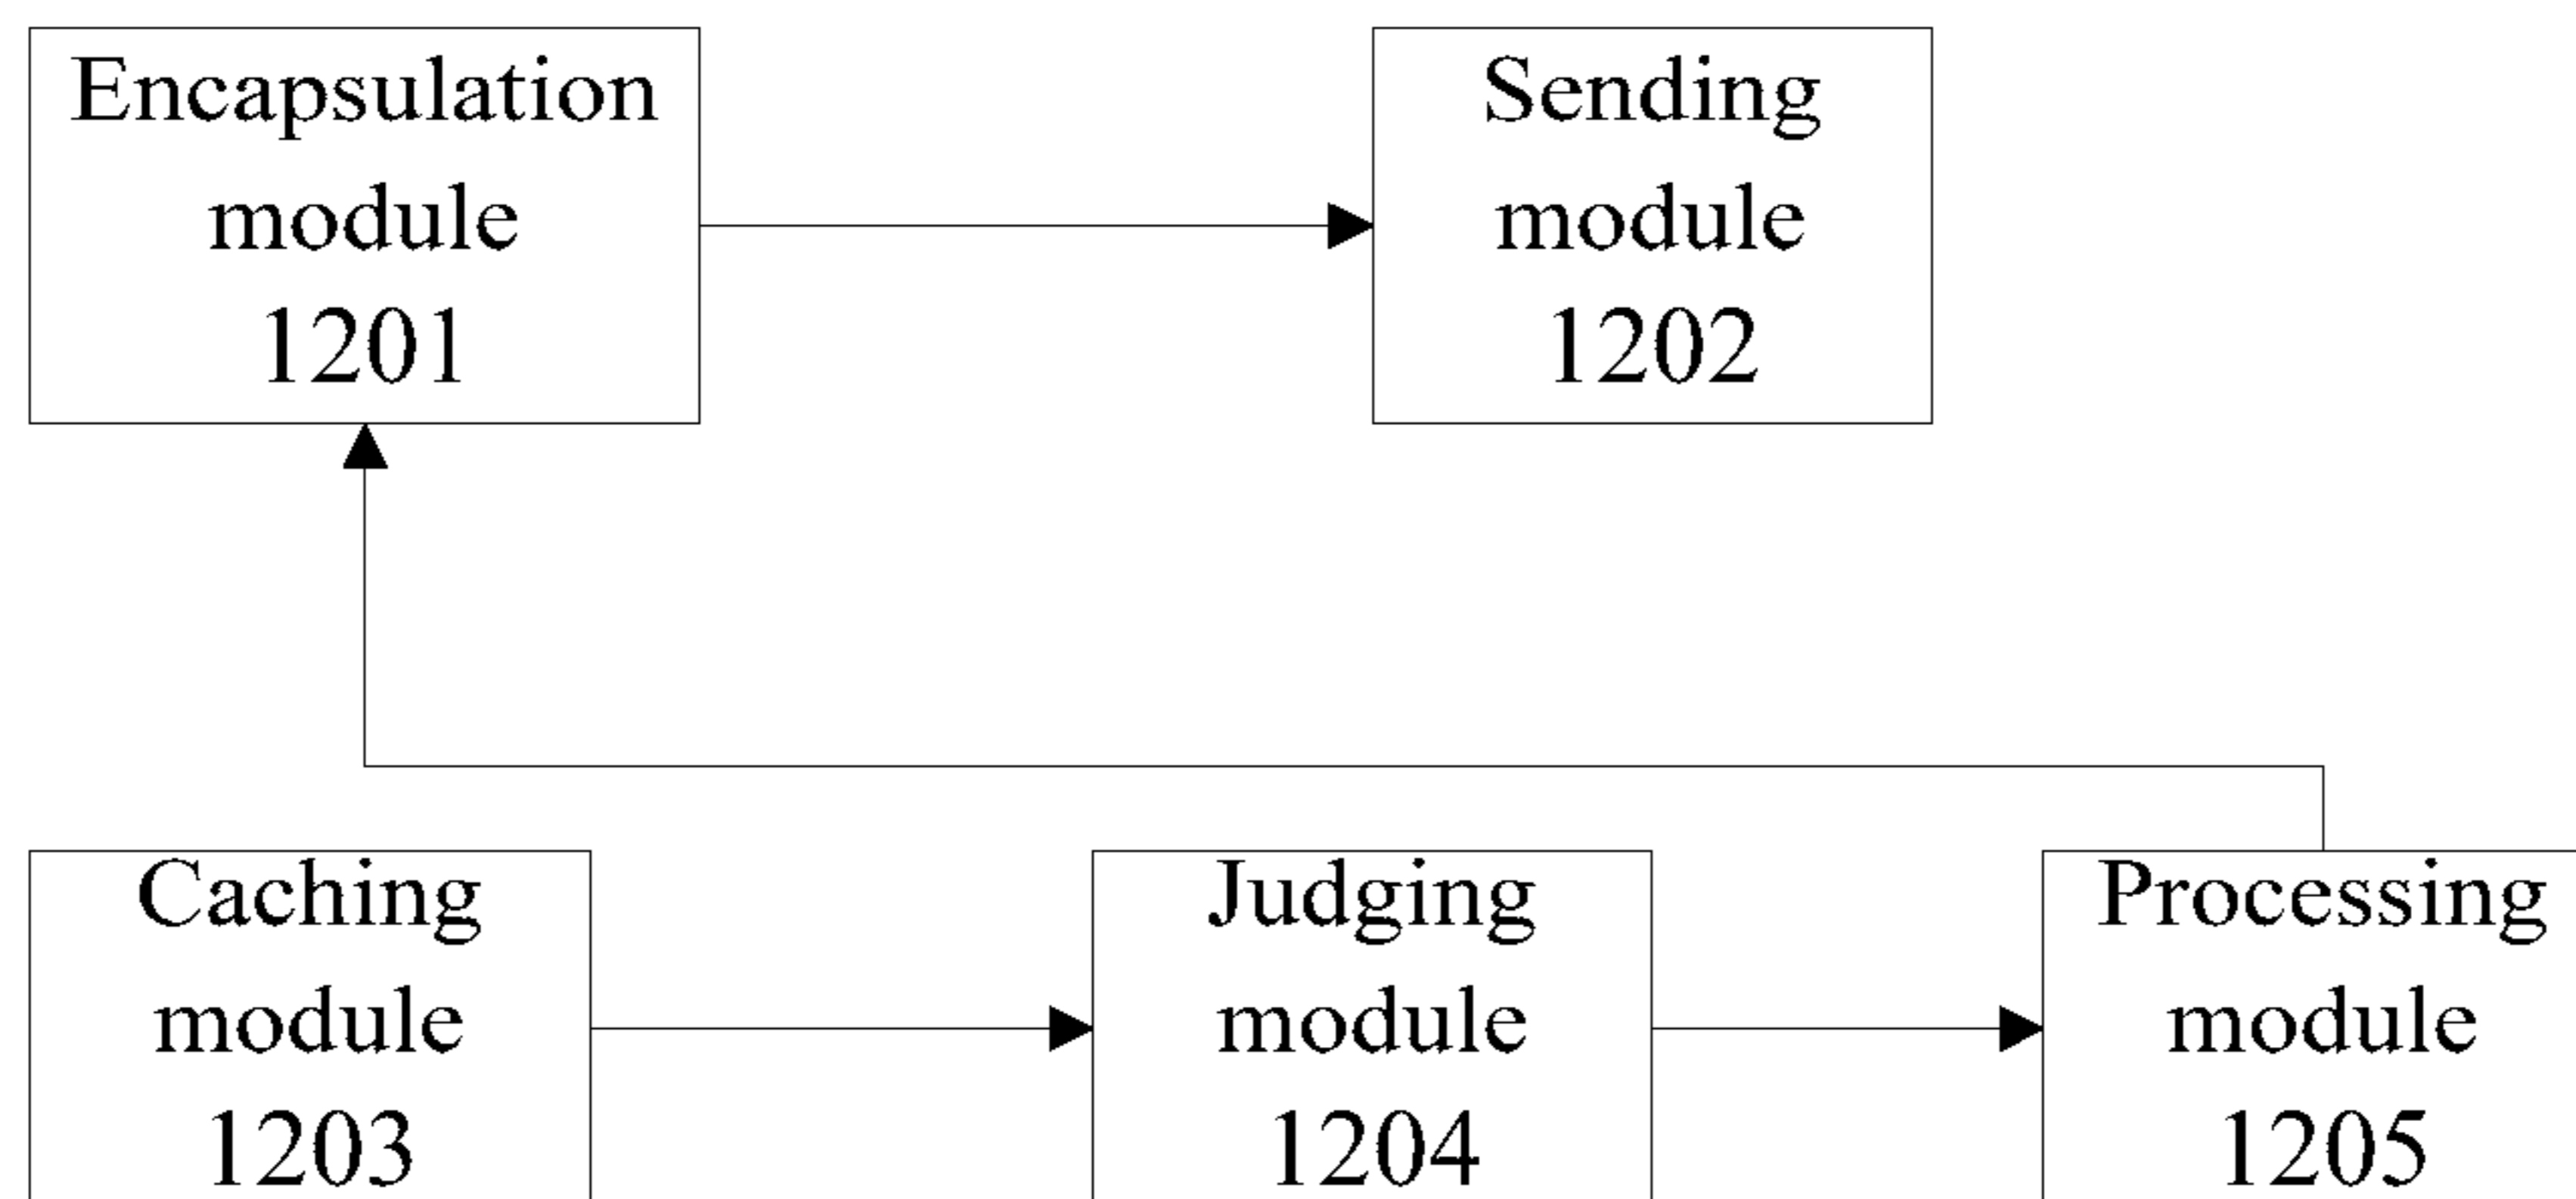 Encapsulation
module
1201
Sending
module
1202
Caching
module
1203
Judging
module
1204
Processing
module
1205